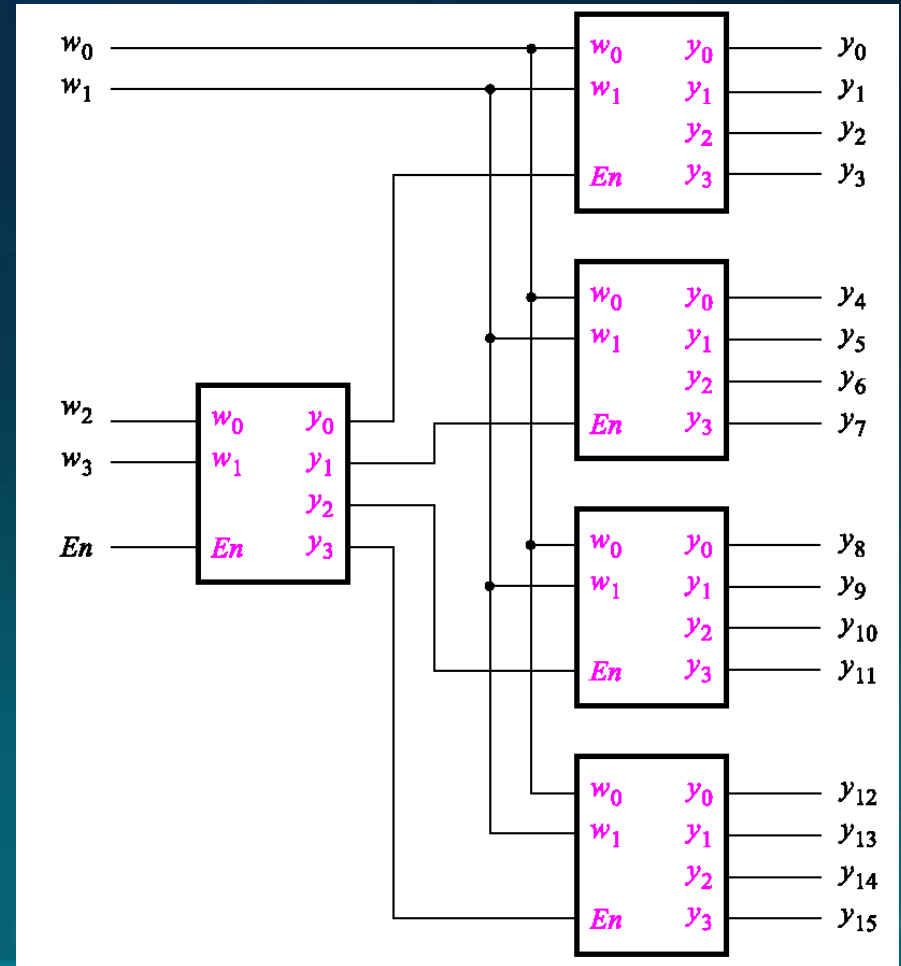 w0 w0 y0 y0
w1 w1 y1 y1
y2 y2
En y3 y3
w0 y0 y4
w1 y1 y5
y2 y6
En y3 y7
w2 w0 y0
w3 w1 y1
y2
En En y3
w0 y0 y8
w1 y1 y9
y2 y10
En y3 y11
w0 y0 y12
w1 y1 y13
y2 y14
En y3 y15